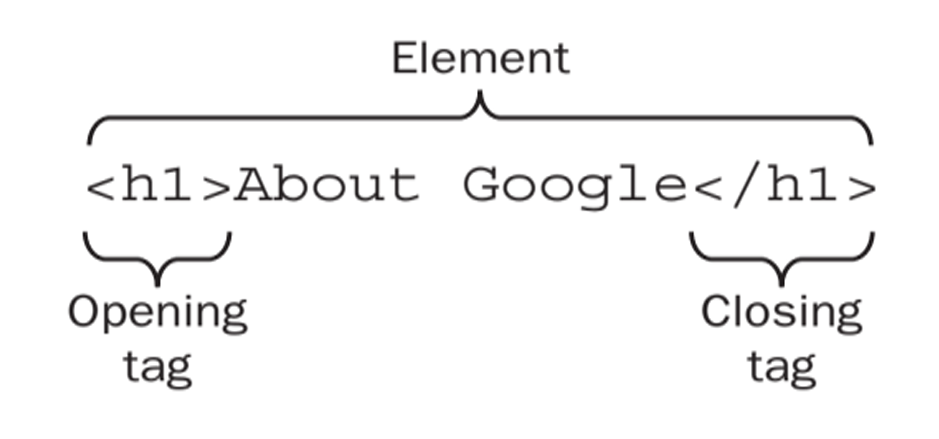 Element
<h1>About Google</h1>
Opening
tag
Closing
tag